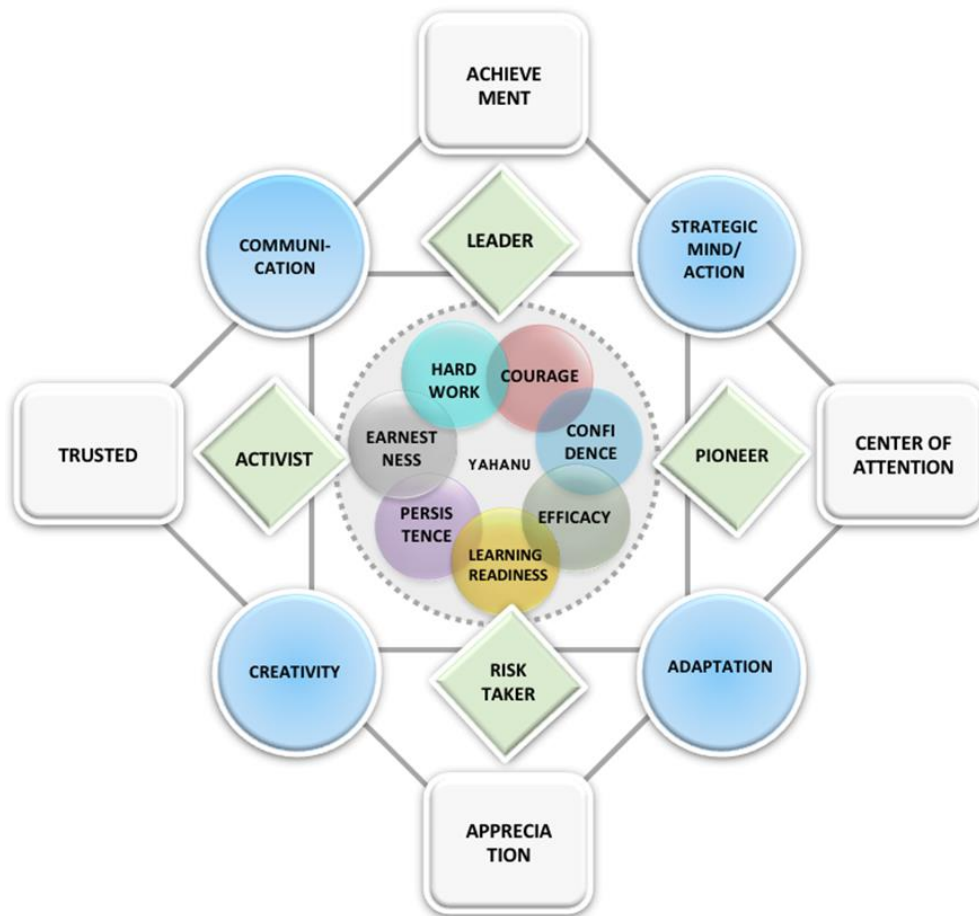 ACHIEVE
MENT
COMMUNI-
CATION
LEADER
STRATEGIC
MIND/
ACTION
HARD
WORK
COURAGE
TRUSTED
ACTIVIST
EARNEST
NESS
YAHANU
CONFI
DENCE
PIONEER
CENTER OF
ATTENTION
PERSIS
TENCE
EFFICACY
LEARNING
READINESS
CREATIVITY
RISK
TAKER
ADAPTATION
APPRECIA
TION